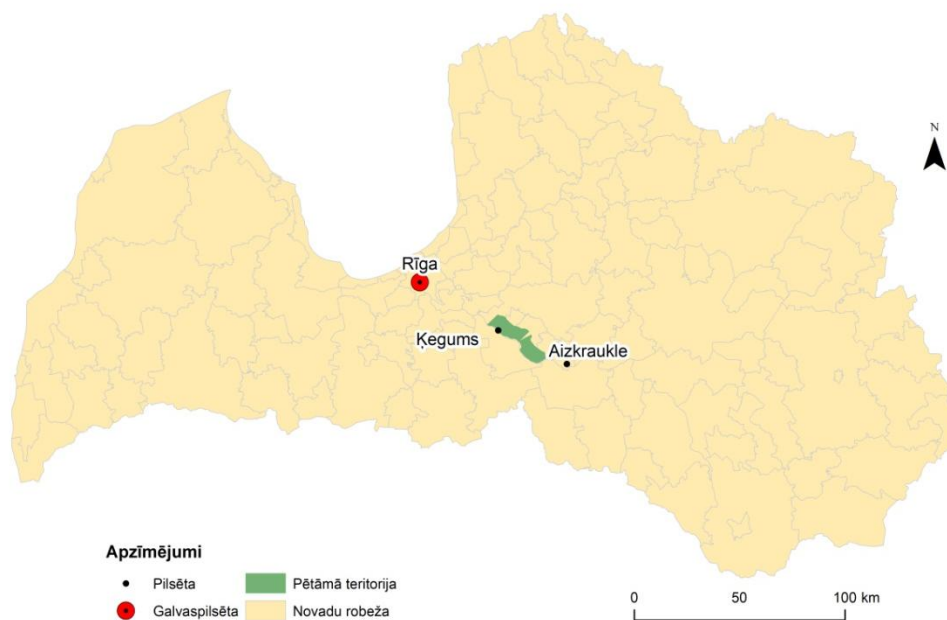 N
Rīga
Ķegums
Aizkraukle
Apzīmējumi
Pilsēta
Pētāmā teritorija
Galvaspilsēta
Novadu robeža
0 50 100 km